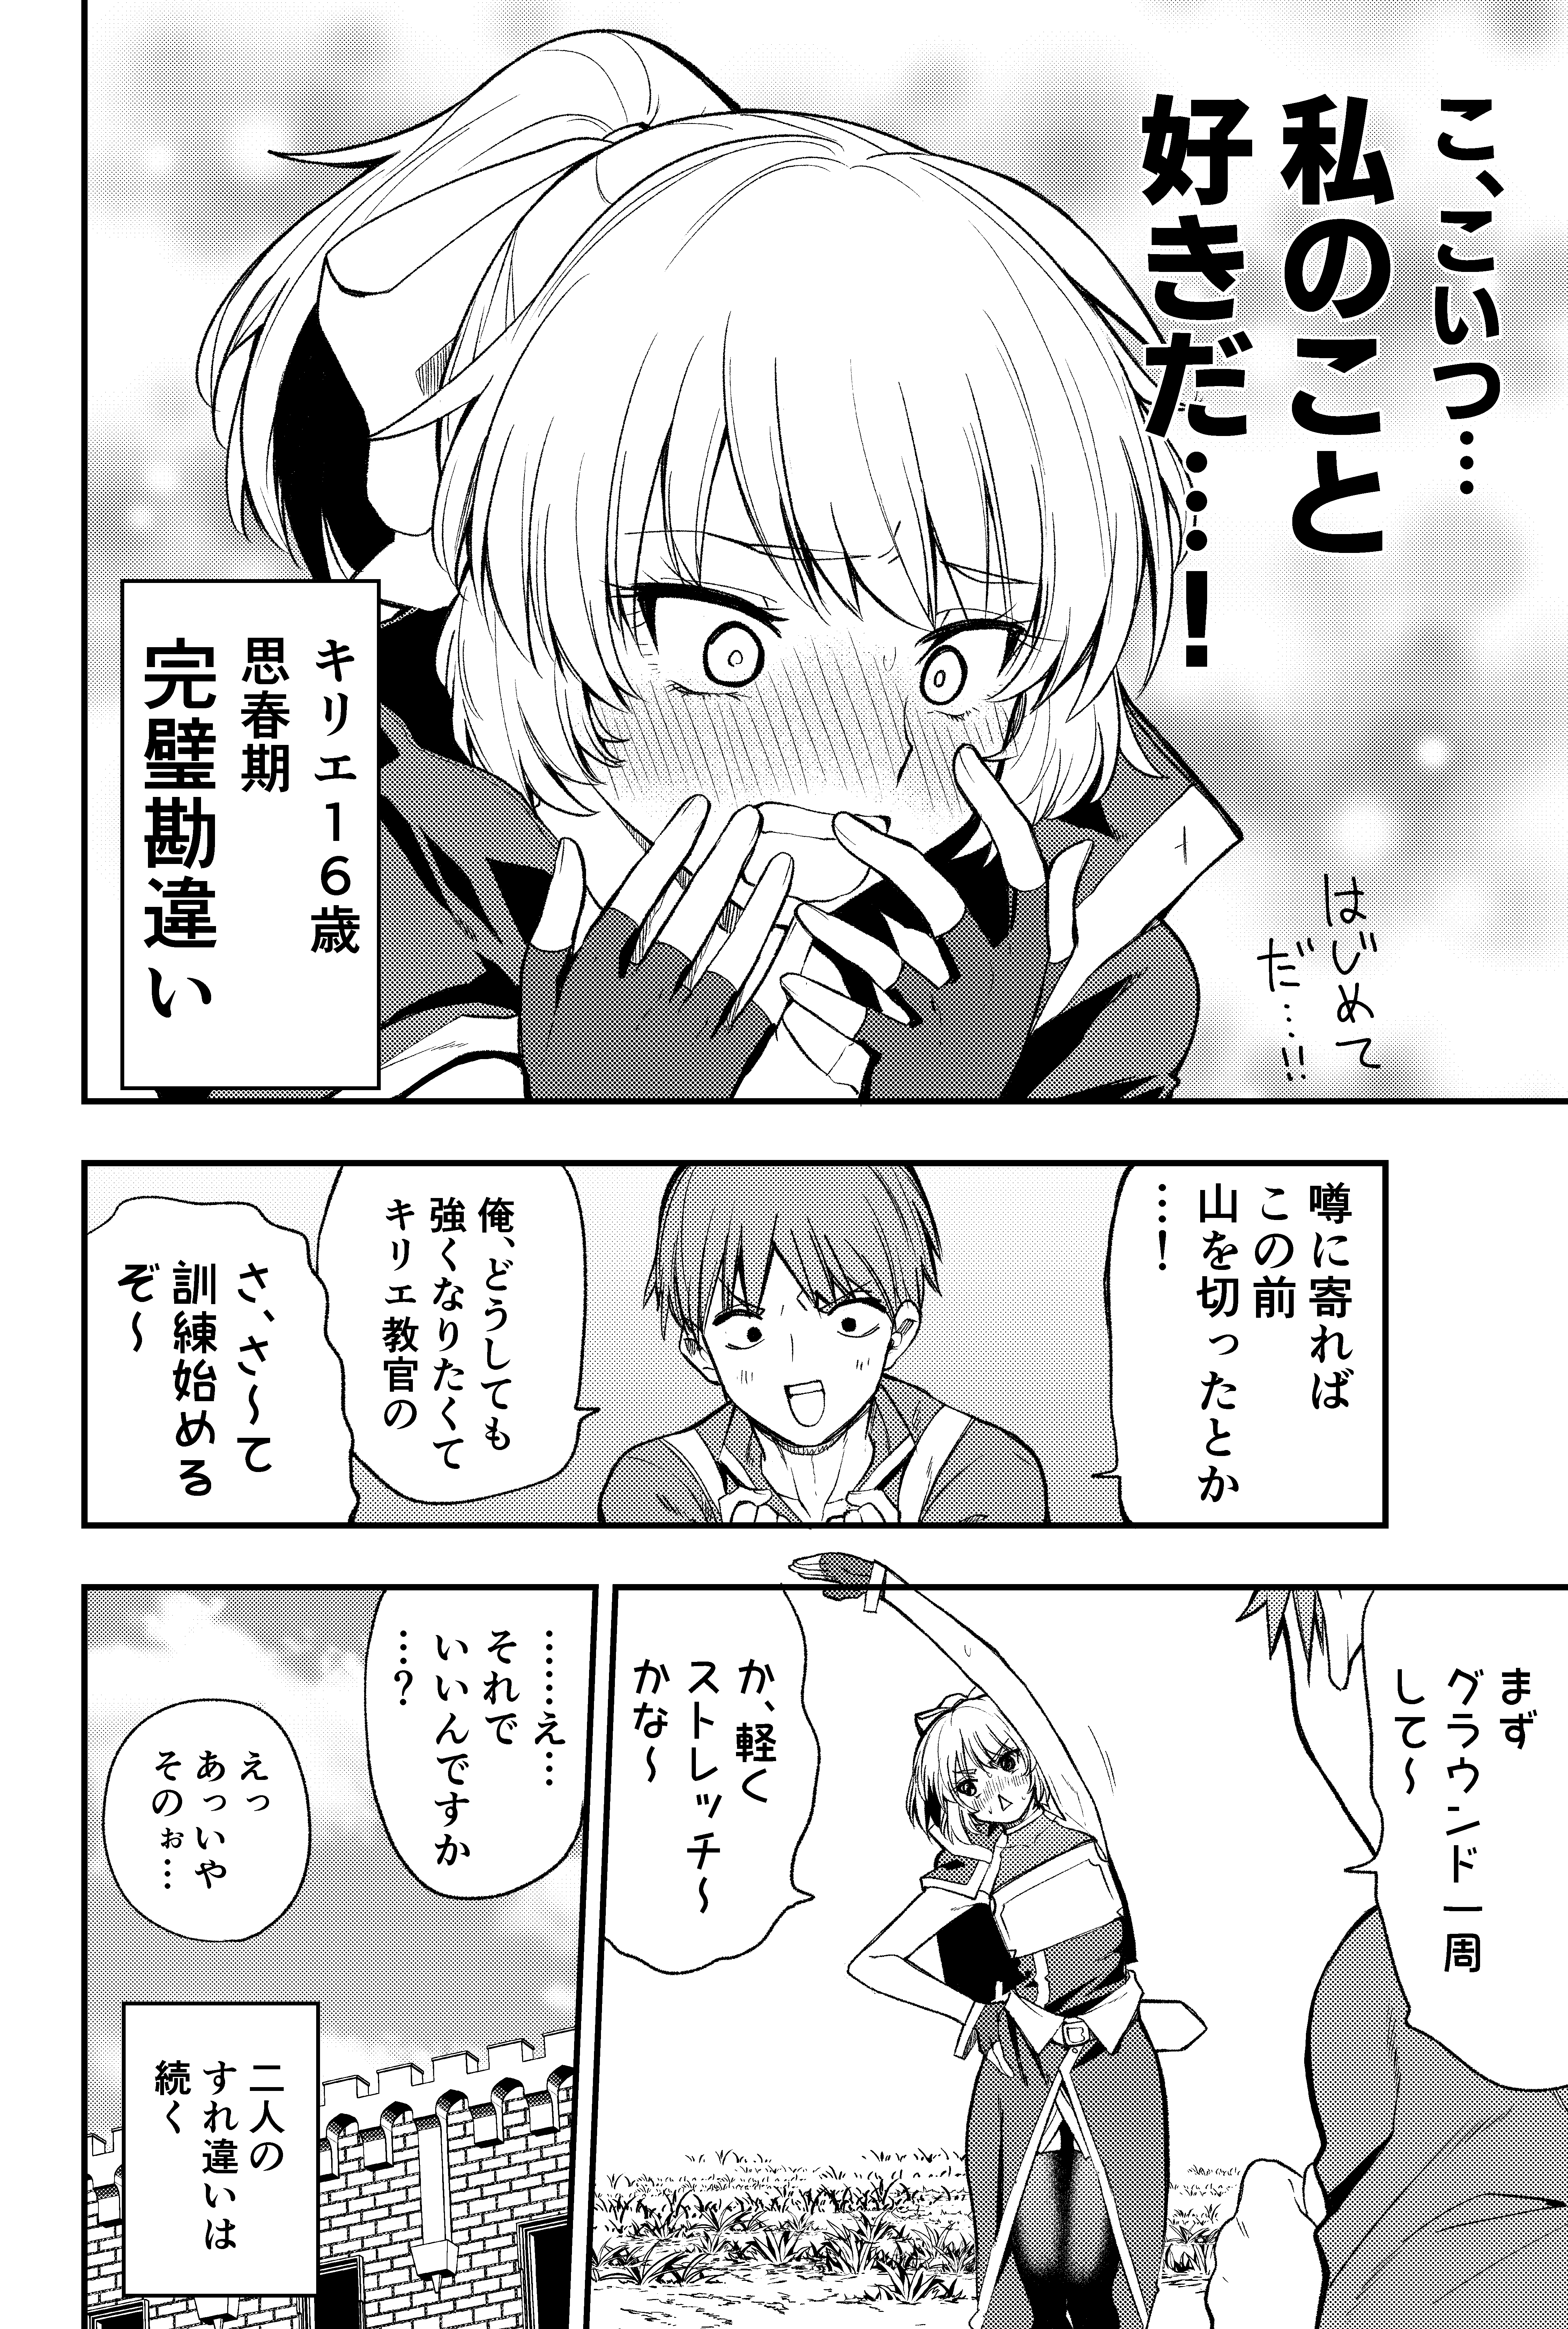 こ、こいつ…
私のこと
好きだ……！
はじめて
だ…!!
キリエ１６歳
思春期
完璧勘違い
噂に寄れば
この前
山を切ったとか
…！
俺、どうしても
強くなりたくて
キリエ教官の
さ、さ～て
訓練始める
ぞ～
まず
グラウンド一周
して～
か、軽く
ストレッチ～
かな～
……え…
それで
いいんですか
…？
えっ
あっいや
そのぉ…
二人の
すれ違いは
続く